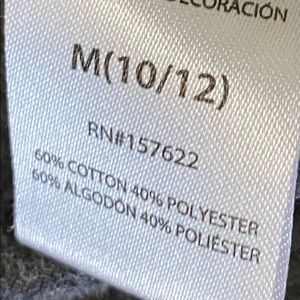 DECORACIÓN
M(10/12)
RN#157622
60% COTTON 40% POLYESTER
60% ALGODÓN 40% POLIÉSTER